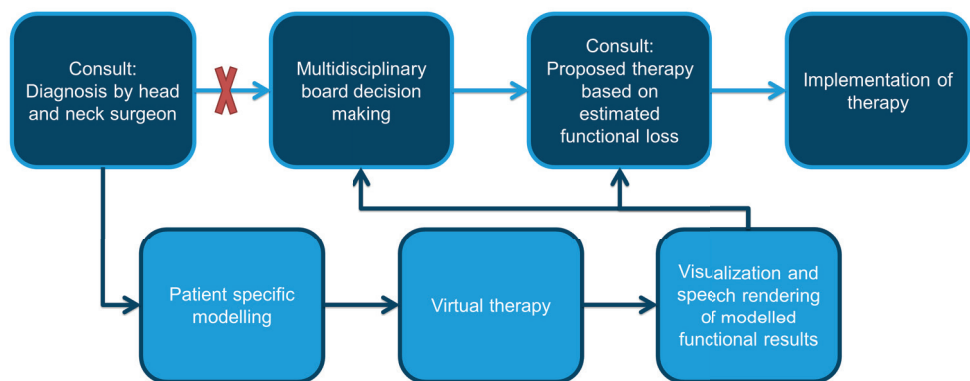 Consult:
Diagnosis by head
and neck surgeon
Multidisciplinary
board decision
making
Consult:
Proposed therapy
based on
estimated
functional loss
Implementation of
therapy
Patient specific
modelling
Virtual therapy
Visualization and
speech rendering
of modelled
functional results